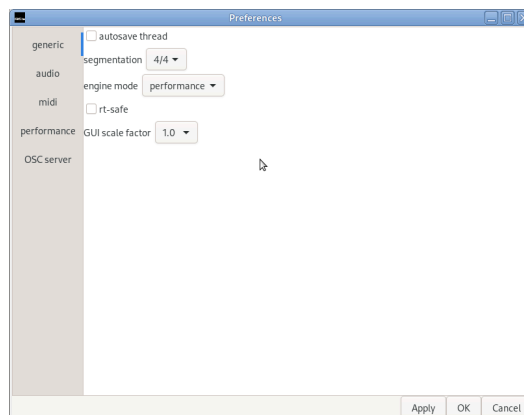 Preferences
generic
audio
midi
performance
OSC server
autosave thread
segmentation 4/4
engine mode performance
rt-safe
GUI scale factor 1.0
Apply OK Cancel